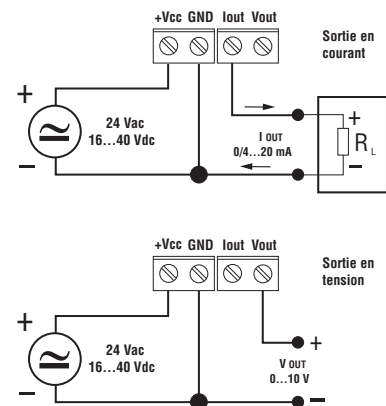 +Vcc GND Iout Vout
Sortie en
courant
+
24 Vac
16...40 Vdc
–
I OUT
0/4...20 mA
+
RL
–
+Vcc GND Iout Vout
Sortie en
tension
+
24 Vac
16...40 Vdc
–
+
V OUT
0...10 V
–